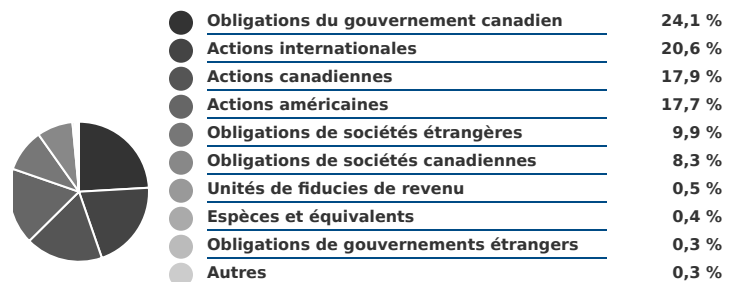 Obligations du gouvernement canadien 24,1 %
Actions internationales 20,6 %
Actions canadiennes 17,9 %
Actions américaines 17,7 %
Obligations de sociétés étrangères 9,9 %
Obligations de sociétés canadiennes 8,3 %
Unités de fiducies de revenu 0,5 %
Espèces et équivalents 0,4 %
Obligations de gouvernements étrangers 0,3 %
Autres 0,3 %